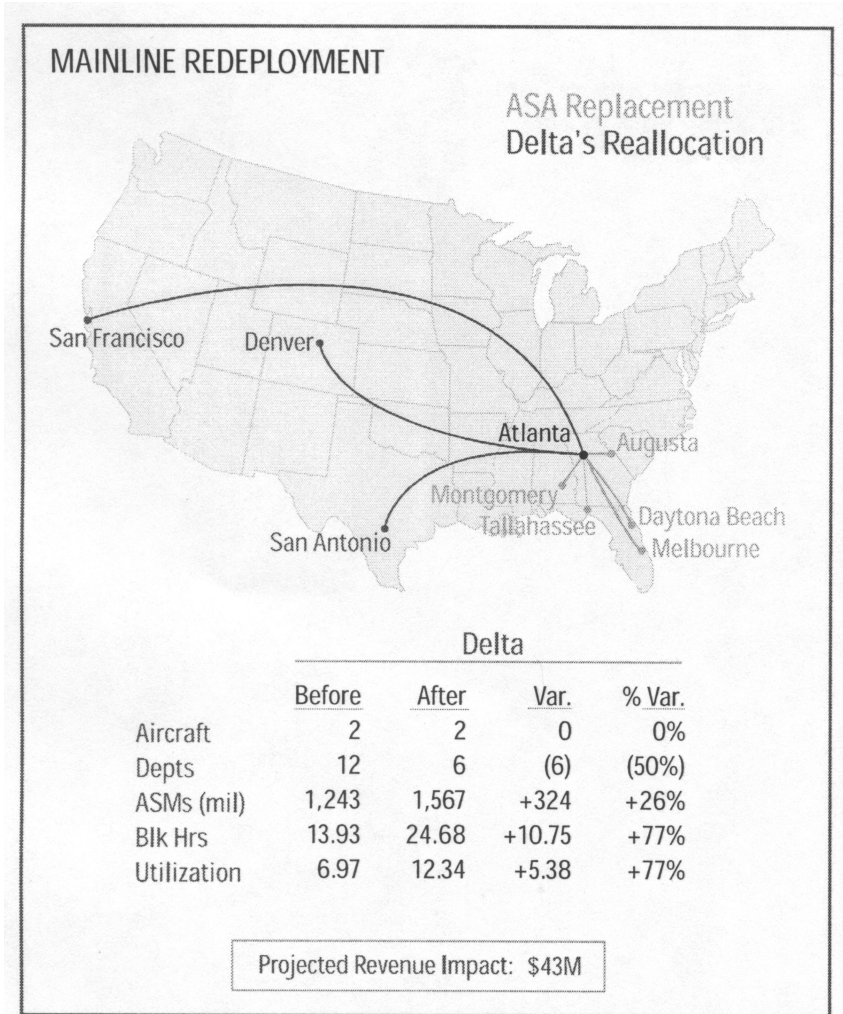 MAINLINE REDEPLOYMENT
ASA Replacement
Delta's Reallocation
San Francisco
Denver
Atlanta
Augusta
Montgomery
Tallahassee
Daytona Beach
San Antonio
Melbourne
Delta
Before After Var. % Var.
Aircraft 2 2 0 0%
Depts 12 6 (6) (50%)
ASMs (mil) 1,243 1,567 +324 +26%
Blk Hrs 13.93 24.68 +10.75 +77%
Utilization 6.97 12.34 +5.38 +77%
Projected Revenue Impact: $43M